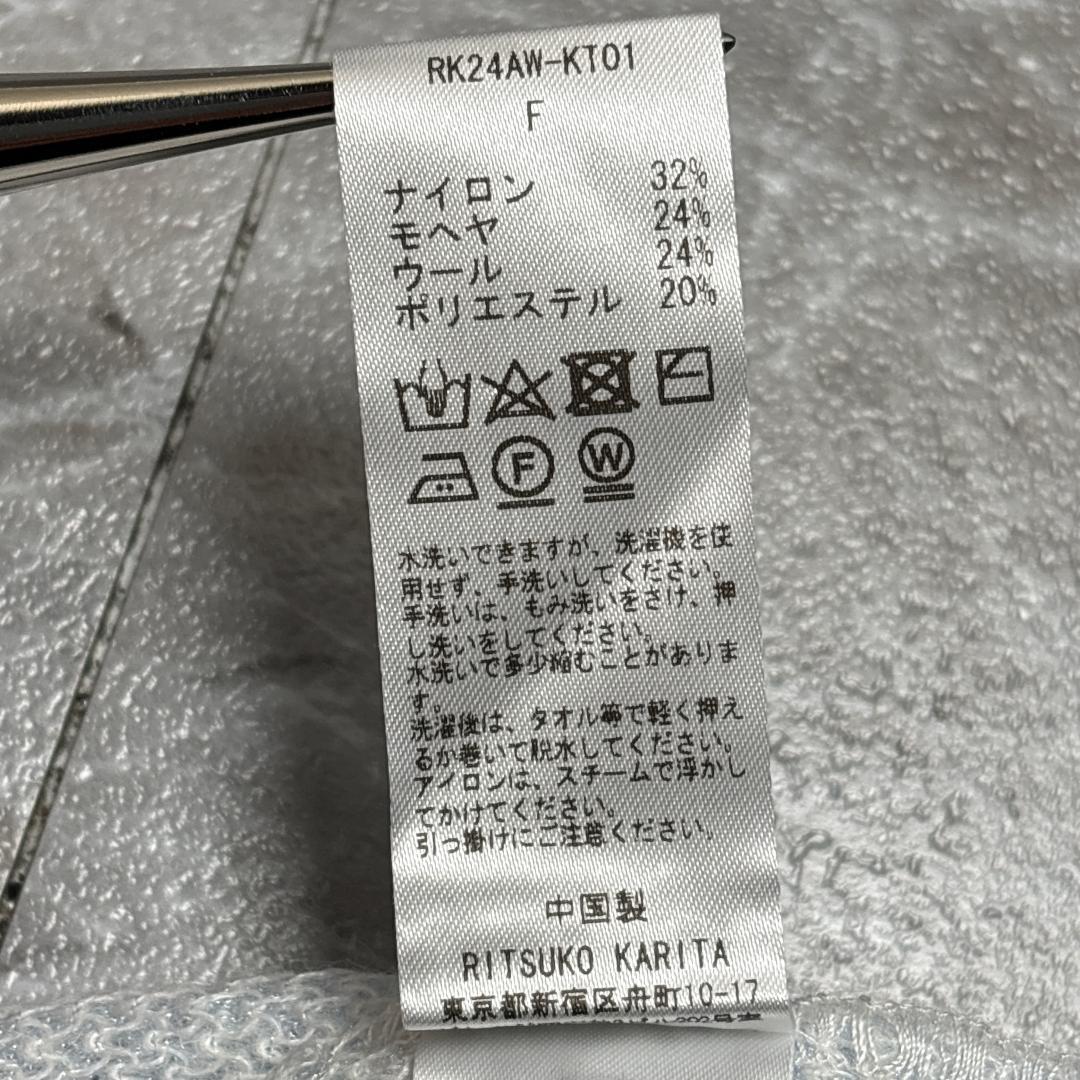 RK24AW-KT01
F
ナイロン 32%
モヘヤ 24%
ウール 24%
ポリエステル 20%
F W
水洗いできますが、洗濯機を使
用せず、手洗いしてください。
手洗いは、もみ洗いをさけ、押
し洗いをしてください。
水洗いで多少縮むことがありま
す。
洗濯後は、タオル等で軽く押え
るか巻いて脱水してください。
アイロンは、スチームで浮かし
てかけてください。
引っ掛けにご注意ください。
中国製
RITSUKO KARITA
東京都新宿区舟町10-17